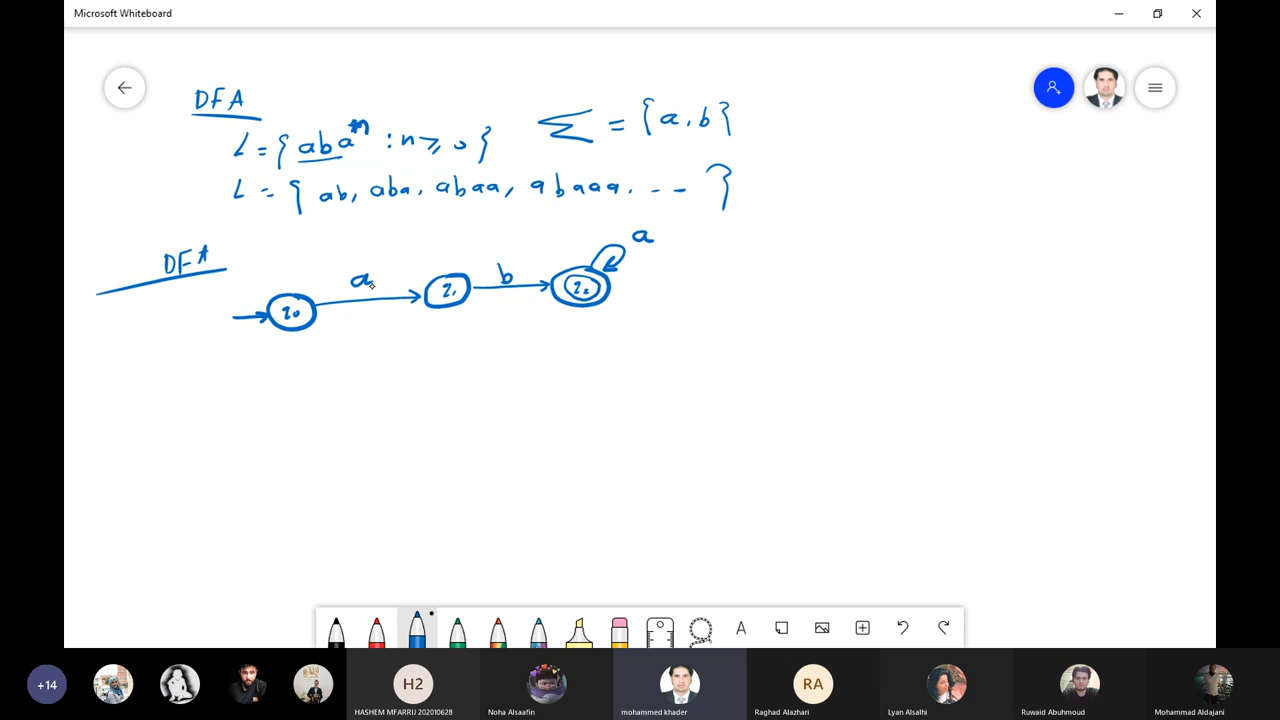 Microsoft Whiteboard
DFA
L = { abaⁿ : n ≥ 0 } Σ = { a, b }
L = { ab, aba, abaa, abaaa, ... }
DFA
a
b
a
q0
q1
q2
A
+14
H2
RA
HASHEM MFARRIJ 202010628
Noha Alsaafin
mohammed khader
Raghad Alazhari
Lyan Alsalhi
Ruwaid Abuhmoud
Mohammad Aldajani